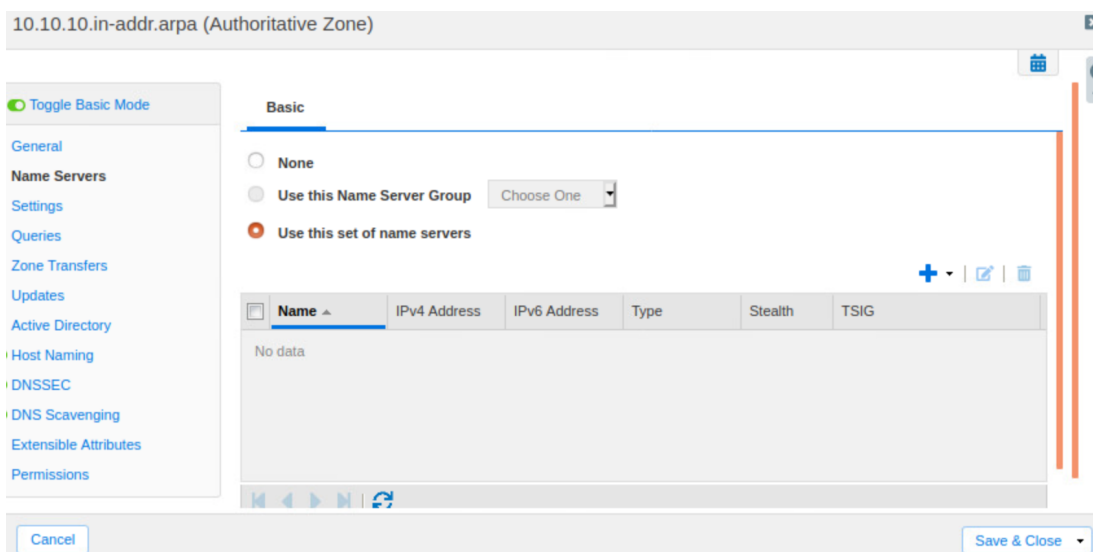 10.10.10.in-addr.arpa (Authoritative Zone)
Toggle Basic Mode
General
Name Servers
Settings
Queries
Zone Transfers
Updates
Active Directory
Host Naming
DNSSEC
DNS Scavenging
Extensible Attributes
Permissions
Basic
None
Use this Name Server Group Choose One
Use this set of name servers
Name IPv4 Address IPv6 Address Type Stealth TSIG
No data
Cancel Save & Close